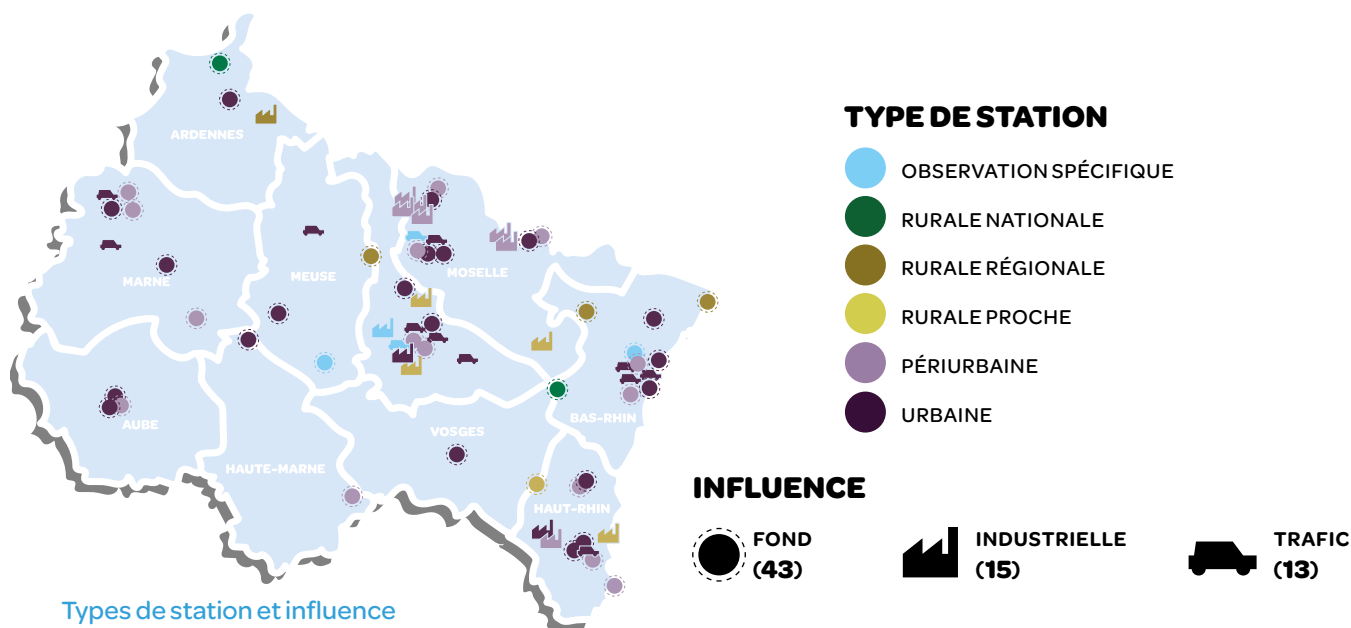 ARDENNES
MARNE
MEUSE
MOSELLE
AUBE
HAUTE-MARNE
VOSGES
BAS-RHIN
HAUT-RHIN
Types de station et influence
TYPE DE STATION
OBSERVATION SPÉCIFIQUE
RURALE NATIONALE
RURALE RÉGIONALE
RURALE PROCHE
PÉRIURBAINE
URBAINE
INFLUENCE
FOND
(43)
INDUSTRIELLE
(15)
TRAFIC
(13)